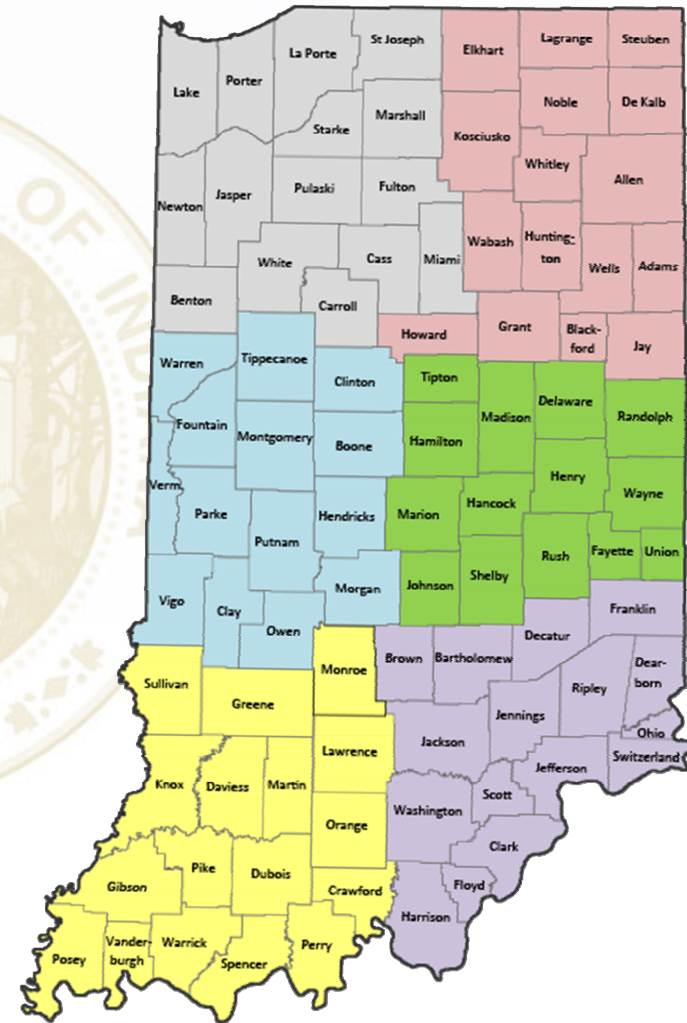 St Joseph
La Porte
Elkhart
Lagrange
Steuben
Lake
Porter
Noble
De Kalb
Starke
Marshall
Kosciusko
Whitley
Allen
Newton
Jasper
Pulaski
Fulton
White
Cass
Miami
Wabash
Hunting-
ton
Wells
Adams
Benton
Carroll
Howard
Grant
Black-
ford
Jay
Warren
Tippecanoe
Clinton
Tipton
Madison
Delaware
Randolph
Fountain
Montgomery
Boone
Hamilton
Verm.
Parke
Putnam
Hendricks
Marion
Hancock
Henry
Wayne
Vigo
Clay
Owen
Morgan
Johnson
Shelby
Rush
Fayette
Union
Franklin
Sullivan
Greene
Monroe
Brown
Bartholomew
Decatur
Ripley
Dear-
born
Knox
Daviess
Martin
Lawrence
Jackson
Jennings
Jefferson
Ohio
Switzerland
Orange
Washington
Scott
Clark
Gibson
Pike
Dubois
Crawford
Harrison
Floyd
Posey
Vander-
burgh
Warrick
Spencer
Perry
OF IND